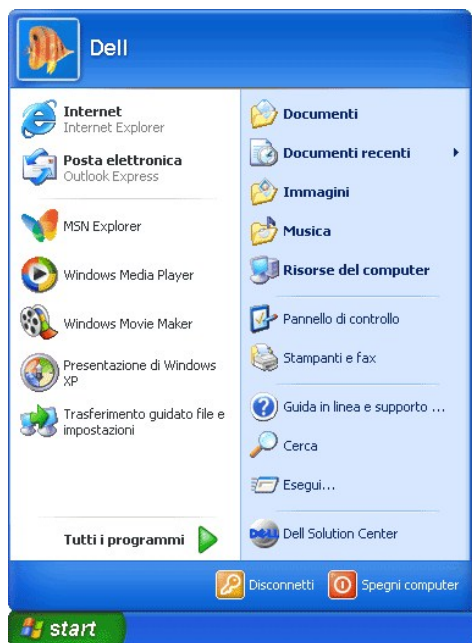 Dell
Internet
Internet Explorer
Posta elettronica
Outlook Express
MSN Explorer
Windows Media Player
Windows Movie Maker
Presentazione di Windows
XP
Trasferimento guidato file e
impostazioni
Tutti i programmi
Documenti
Documenti recenti
Immagini
Musica
Risorse del computer
Pannello di controllo
Stampanti e fax
Guida in linea e supporto ...
Cerca
Esegui...
DELL
Dell Solution Center
Disconnetti
Spegni computer
start